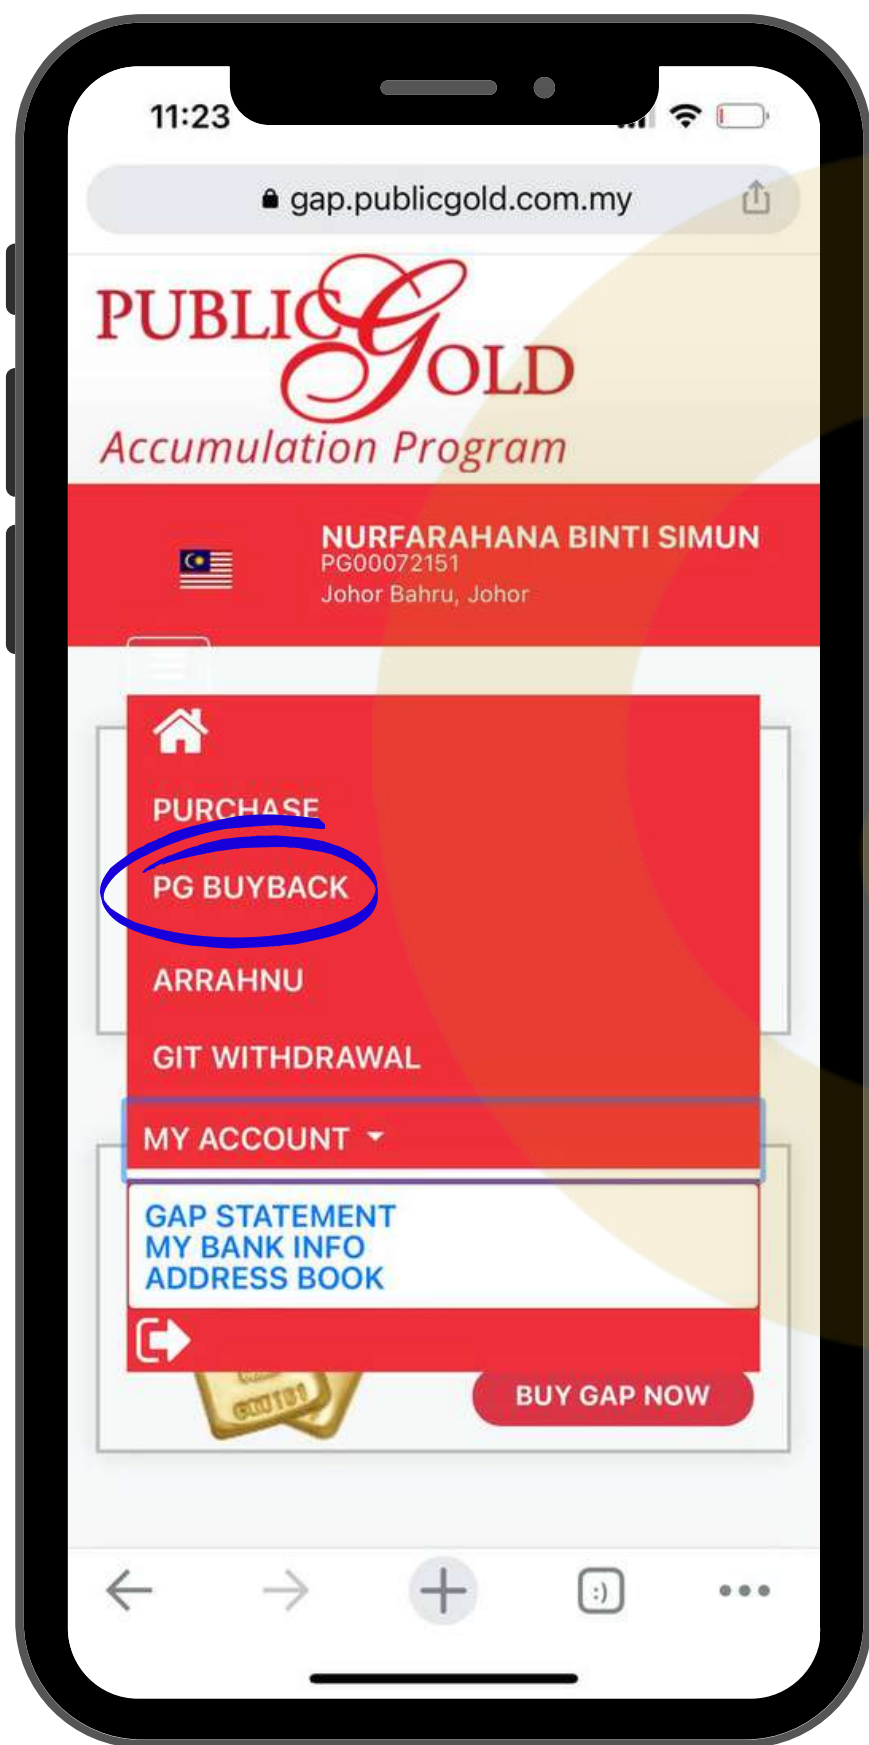 11:23
gap.publicgold.com.my
PUBLIC GOLD
Accumulation Program
NURFARAHANA BINTI SIMUN
PG00072151
Johor Bahru, Johor
PURCHASE
PG BUYBACK
ARRAHNU
GIT WITHDRAWAL
MY ACCOUNT
GAP STATEMENT
MY BANK INFO
ADDRESS BOOK
BUY GAP NOW
:)